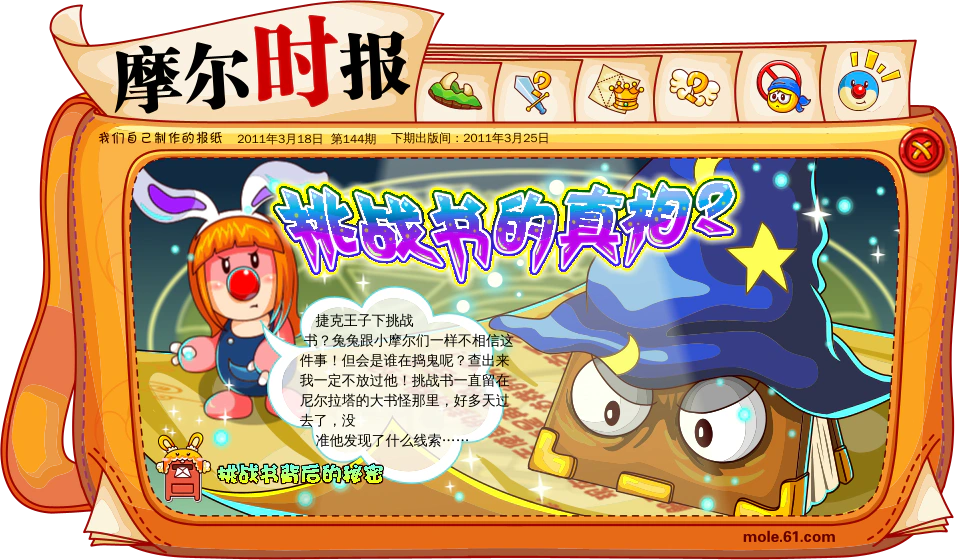 摩尔时报
我们自己制作的报纸 2011年3月18日 第144期 下期出版间：2011年3月25日
挑战书的真相?
捷克王子下挑战
书？兔兔跟小摩尔们一样不相信这
件事！但会是谁在捣鬼呢？查出来
我一定不放过他！挑战书一直留在
尼尔拉塔的大书怪那里，好多天过
去了，没
准他发现了什么线索……
挑战书背后的秘密
mole.61.com